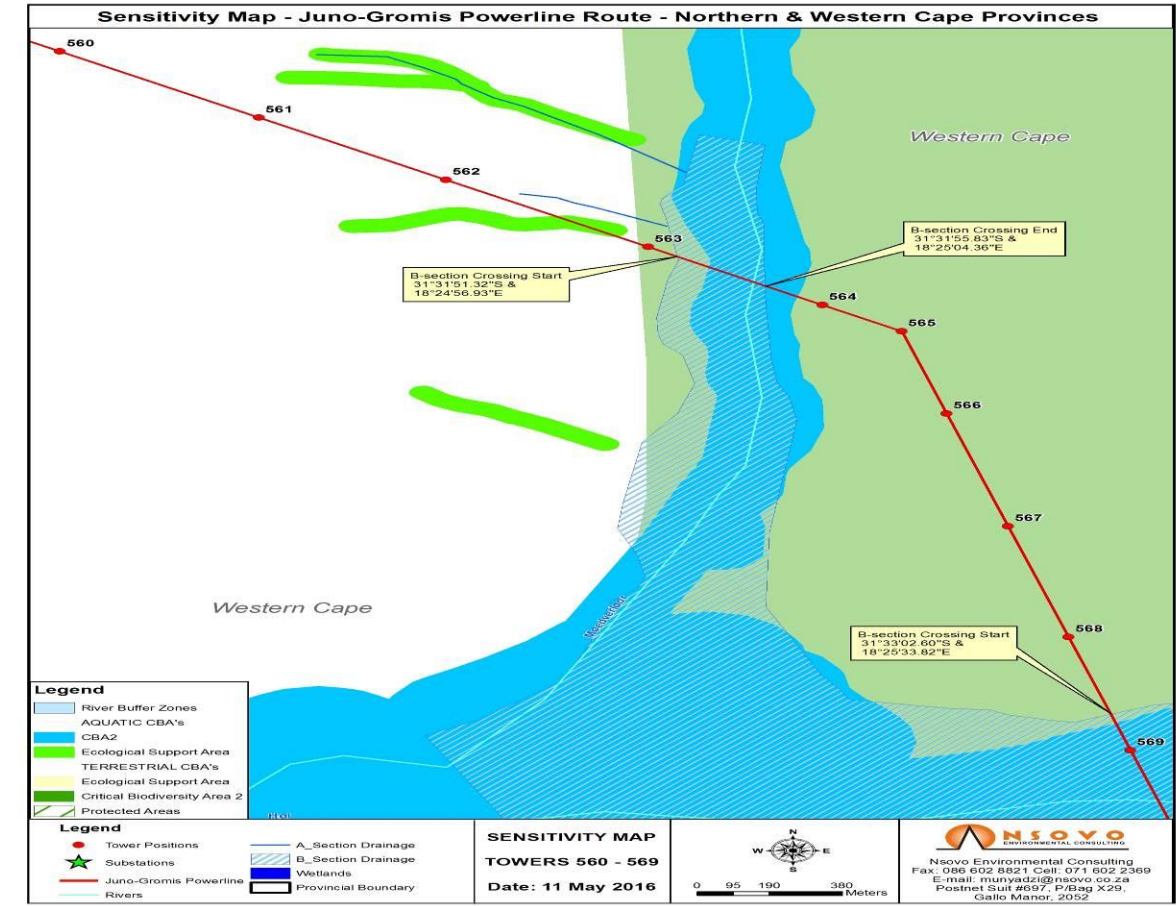 Sensitivity Map - Juno-Gromis Powerline Route - Northern & Western Cape Provinces
560
561
562
563
564
565
566
567
568
569
Western Cape
Western Cape
B-section Crossing End
31°31'55.83"S &
18°25'04.36"E
B-section Crossing Start
31°31'51.32"S &
18°24'56.93"E
B-section Crossing Start
31°33'02.60"S &
18°25'33.82"E
Legend
River Buffer Zones
AQUATIC CBA's
CBA2
Ecological Support Area
TERRESTRIAL CBA's
Ecological Support Area
Critical Biodiversity Area 2
Protected Areas
Legend
Tower Positions
Substations
Juno-Gromis Powerline
Rivers
A_Section Drainage
B_Section Drainage
Wetlands
Provincial Boundary
SENSITIVITY MAP
TOWERS 560 - 569
Date: 11 May 2016
N
W E
S
0 95 190 380
Meters
NSOVO
ENVIRONMENTAL CONSULTING
Nsovo Environmental Consulting
Fax: 086 602 8821 Cell: 071 602 2369
E-mail: munyadzi@nsovo.co.za
Postnet Suit #697, P/Bag X29,
Gallo Manor, 2052